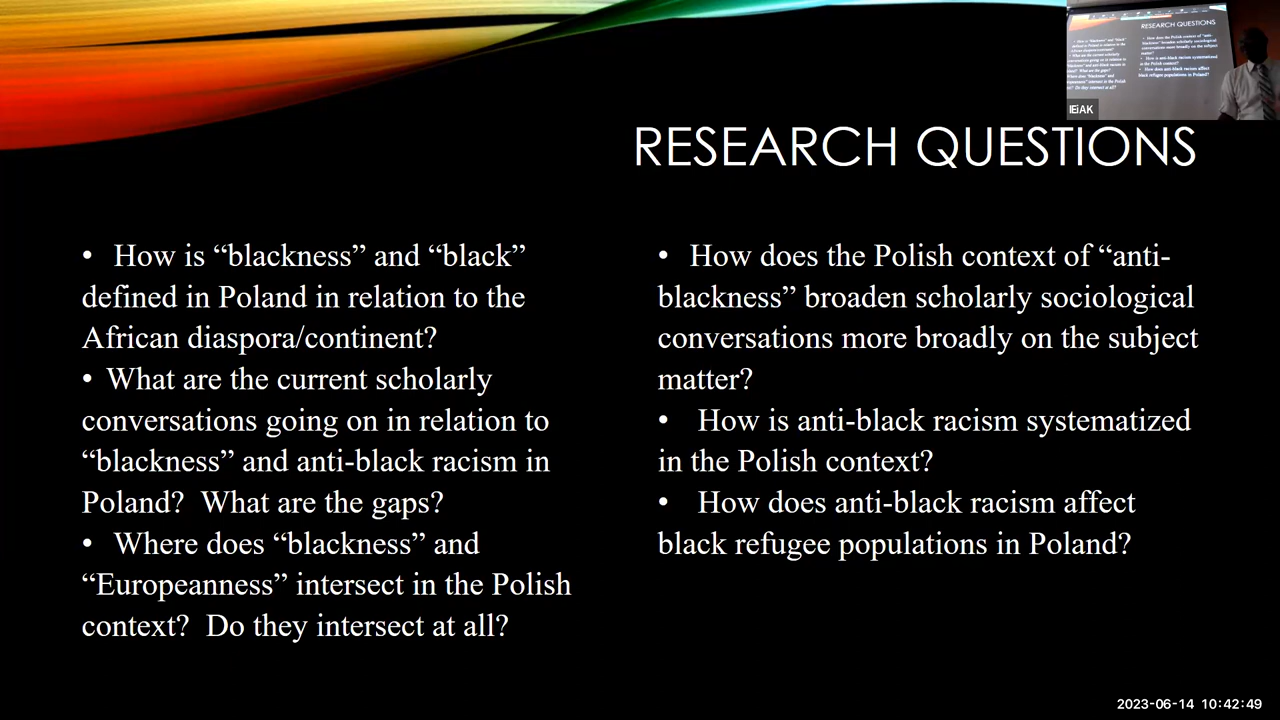 RESEARCH QUESTIONS
• How is “blackness” and “black”
defined in Poland in relation to the
African diaspora/continent?
• What are the current scholarly
conversations going on in relation to
“blackness” and anti-black racism in
Poland?  What are the gaps?
• Where does “blackness” and
“Europeanness” intersect in the Polish
context?  Do they intersect at all?
• How does the Polish context of “anti-
blackness” broaden scholarly sociological
conversations more broadly on the subject
matter?
• How is anti-black racism systematized
in the Polish context?
• How does anti-black racism affect
black refugee populations in Poland?
RESEARCH QUESTIONS
IEiAK
2023-06-14 10:42:49